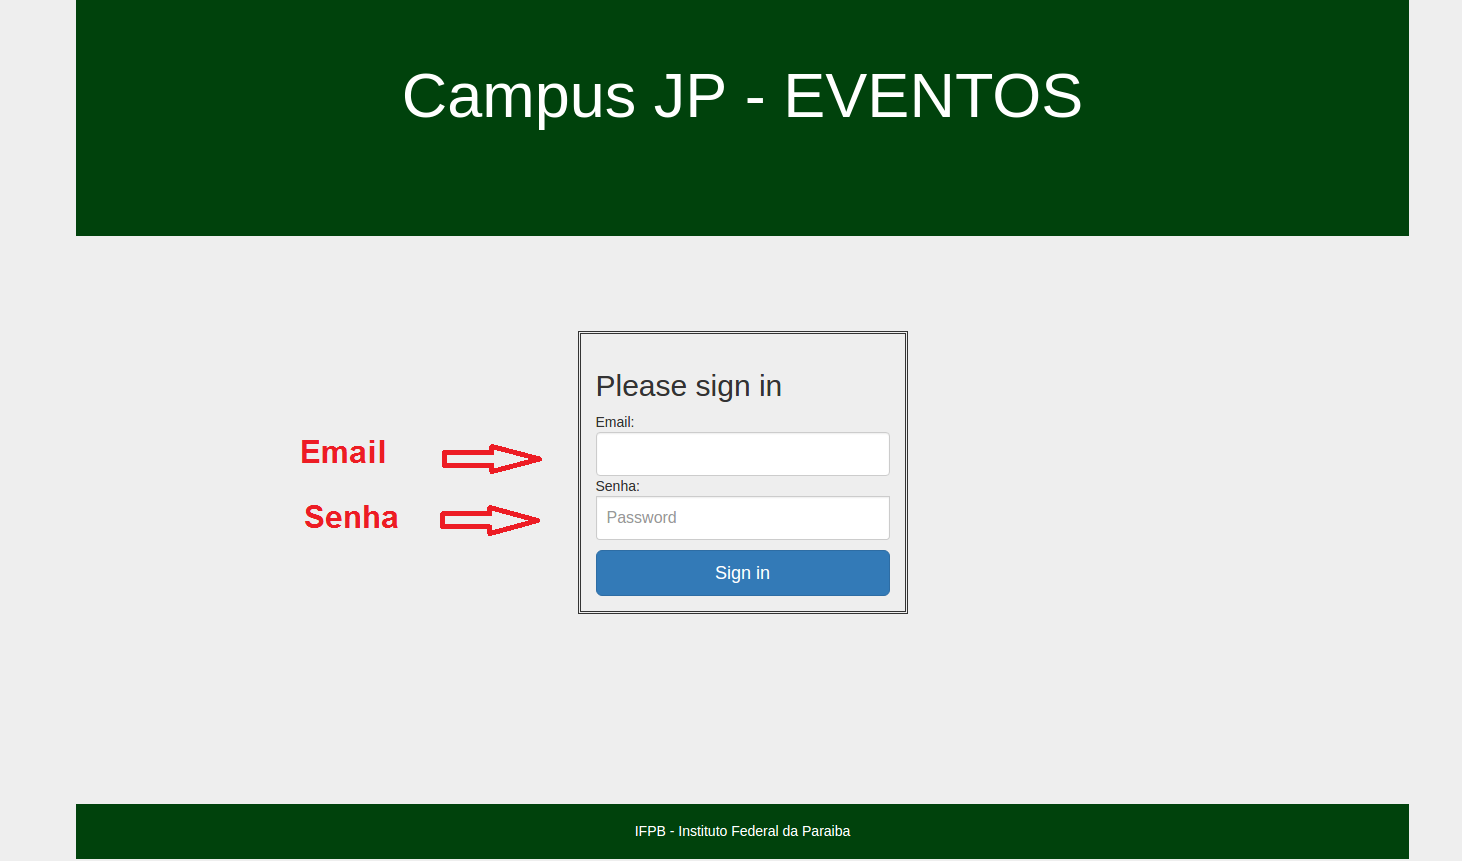 Campus JP - EVENTOS
Please sign in
Email:
Email
Senha:
Senha
Password
Sign in
IFPB - Instituto Federal da Paraiba